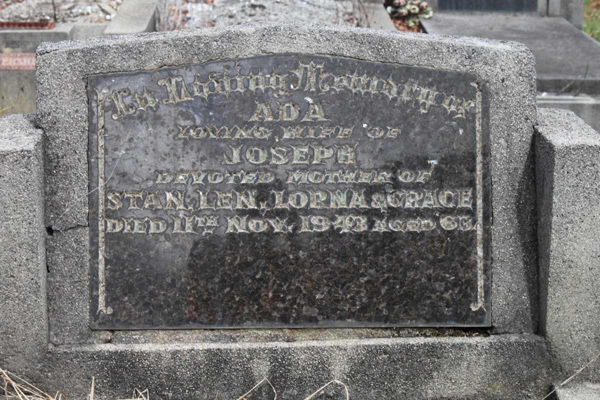 In Loving Memory of
ADA
LOVING WIFE OF
JOSEPH
DEVOTED MOTHER OF
STAN, LEN, LORNA & GRACE
DIED 11TH NOV. 1943 AGED 63.